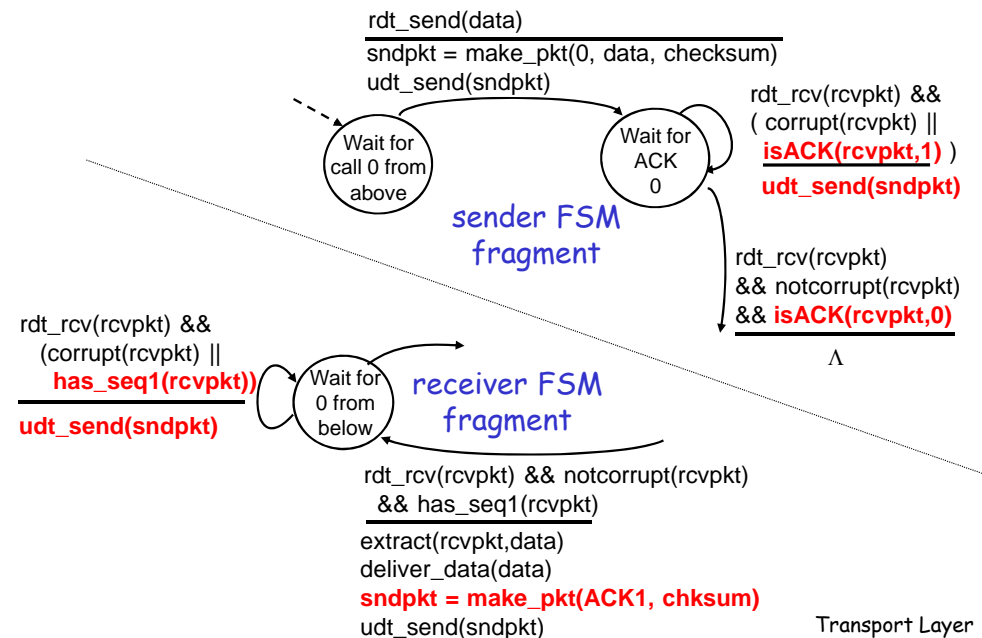 rdt_send(data)
sndpkt = make_pkt(0, data, checksum)
udt_send(sndpkt)
Wait for
call 0 from
above
Wait for
ACK
0
rdt_rcv(rcvpkt) &&
( corrupt(rcvpkt) ||
isACK(rcvpkt,1) )
udt_send(sndpkt)
sender FSM
fragment
rdt_rcv(rcvpkt)
&& notcorrupt(rcvpkt)
&& isACK(rcvpkt,0)
Λ
rdt_rcv(rcvpkt) &&
(corrupt(rcvpkt) ||
has_seq1(rcvpkt))
udt_send(sndpkt)
Wait for
0 from
below
receiver FSM
fragment
rdt_rcv(rcvpkt) && notcorrupt(rcvpkt)
&& has_seq1(rcvpkt)
extract(rcvpkt,data)
deliver_data(data)
sndpkt = make_pkt(ACK1, chksum)
udt_send(sndpkt)
Transport Layer